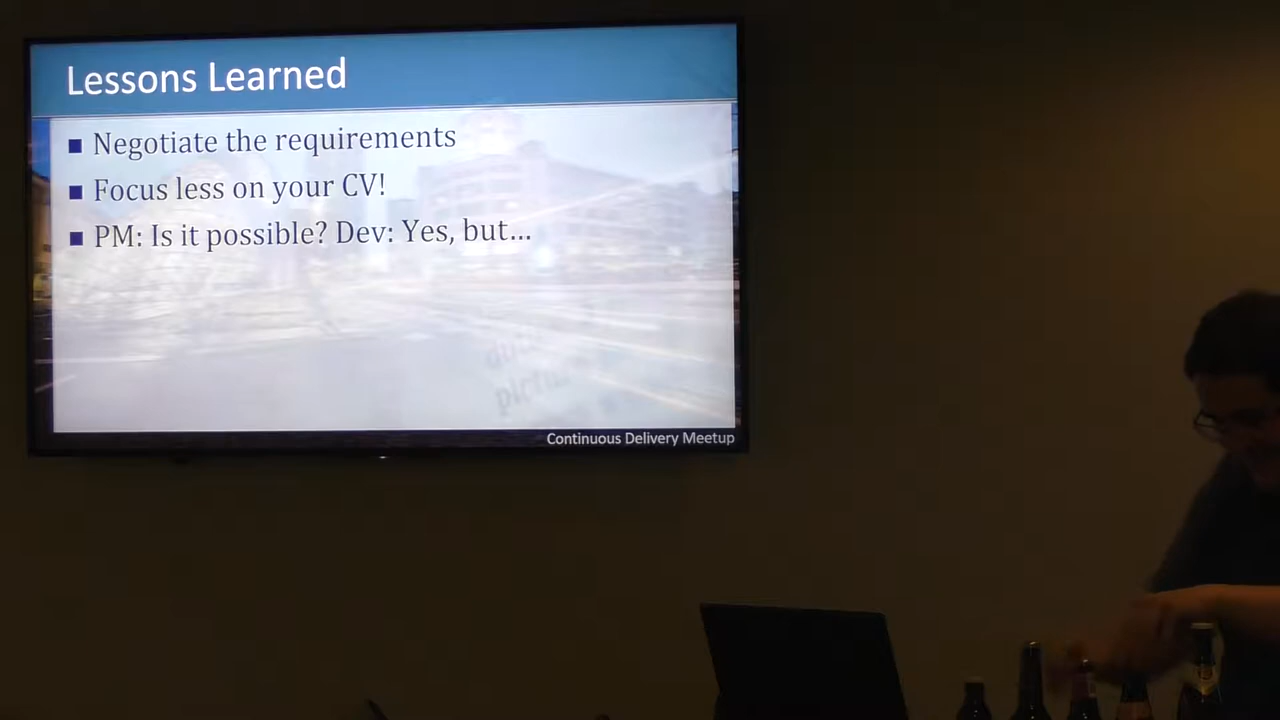 Lessons Learned
Negotiate the requirements
Focus less on your CV!
PM: Is it possible? Dev: Yes, but...
Continuous Delivery Meetup